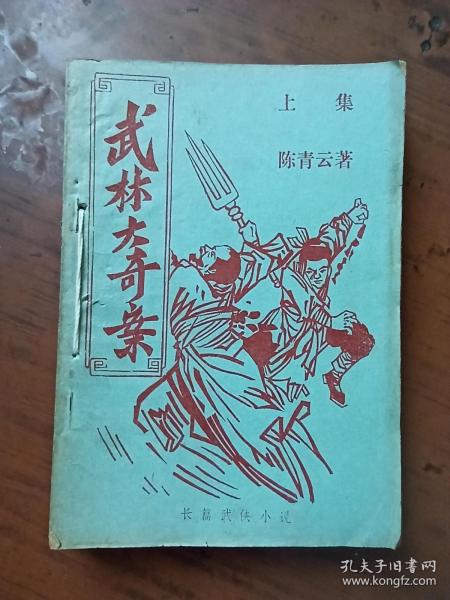 武林大奇案
上集
陈青云著
长篇武侠小说
孔夫子旧书网
www.kongfz.com